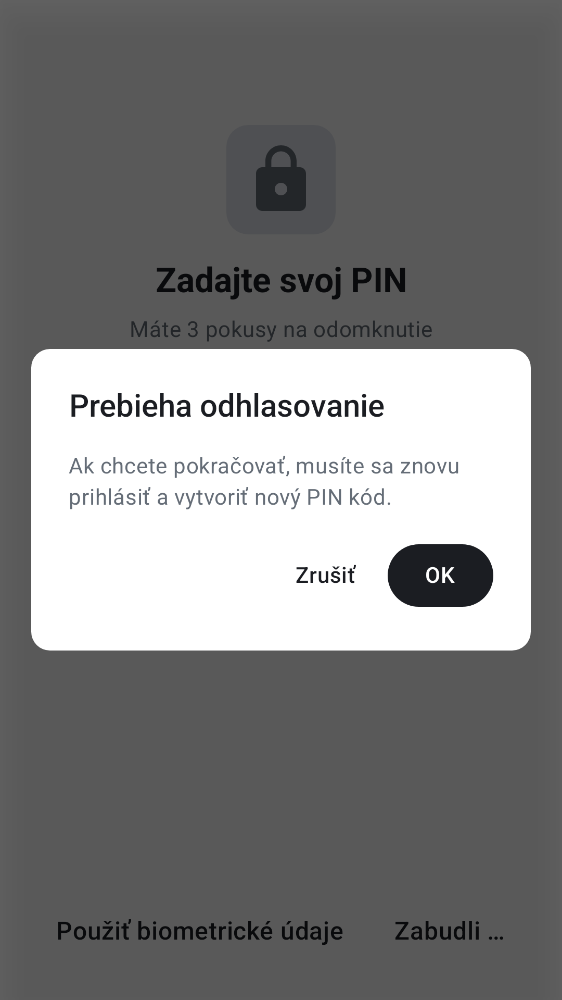 Zadajte svoj PIN
Máte 3 pokusy na odomknutie
Prebieha odhlasovanie
Ak chcete pokračovať, musíte sa znovu
prihlásiť a vytvoriť nový PIN kód.
Zrušiť
OK
Použiť biometrické údaje
Zabudli ...